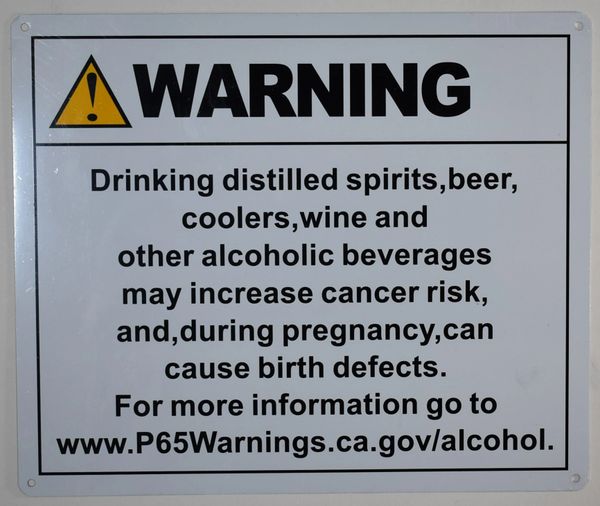 WARNING
Drinking distilled spirits,beer,
coolers,wine and
other alcoholic beverages
may increase cancer risk,
and,during pregnancy,can
cause birth defects.
For more information go to
www.P65Warnings.ca.gov/alcohol.